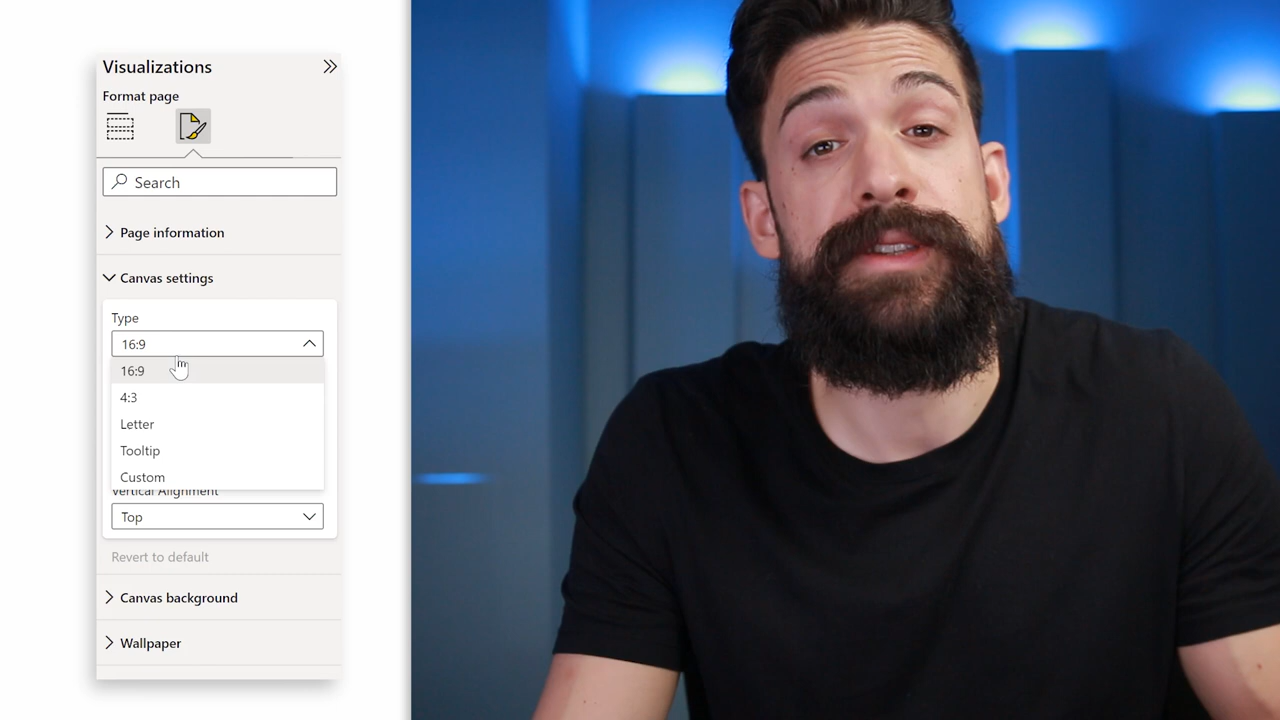 Visualizations
Format page
Search
Page information
Canvas settings
Type
16:9
16:9
4:3
Letter
Tooltip
Custom
Vertical Alignment
Top
Revert to default
Canvas background
Wallpaper